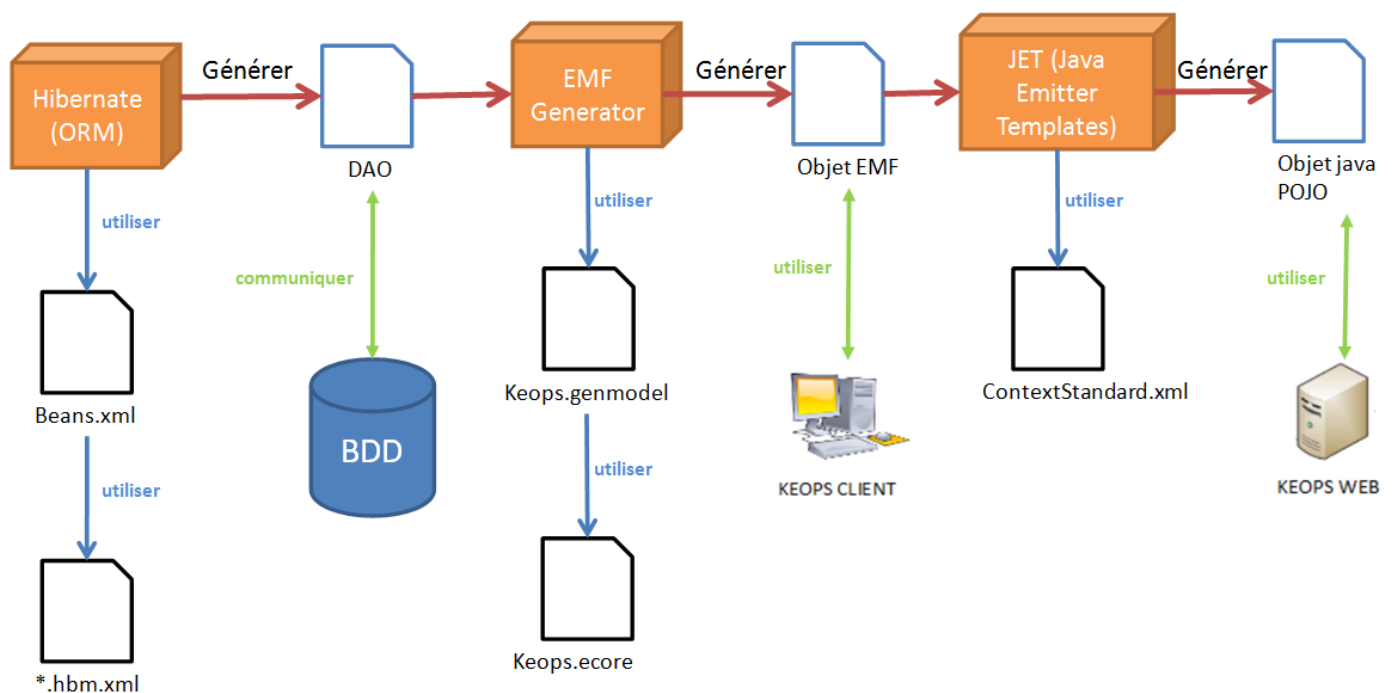 Hibernate
(ORM)
Générer
DAO
EMF
Generator
Générer
Objet EMF
JET (Java
Emitter
Templates)
Générer
Objet java
POJO
utiliser
communiquer
utiliser
utiliser
utiliser
utiliser
Beans.xml
BDD
Keops.genmodel
KEOPS CLIENT
ContextStandard.xml
KEOPS WEB
utiliser
utiliser
*.hbm.xml
Keops.ecore